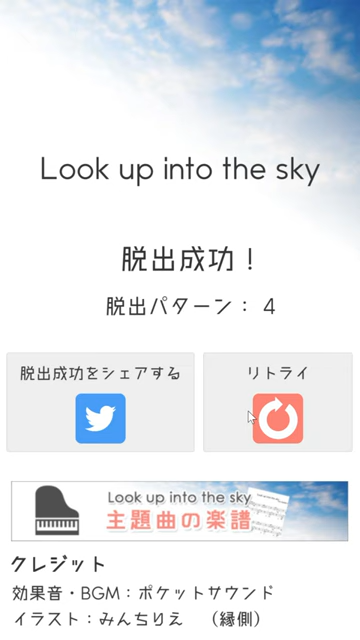 Look up into the sky
脱出成功！
脱出パターン： 4
脱出成功をシェアする
リトライ
Look up into the sky
主題曲の楽譜
クレジット
効果音・BGM：ポケットサウンド
イラスト：みんちりえ　（縁側）